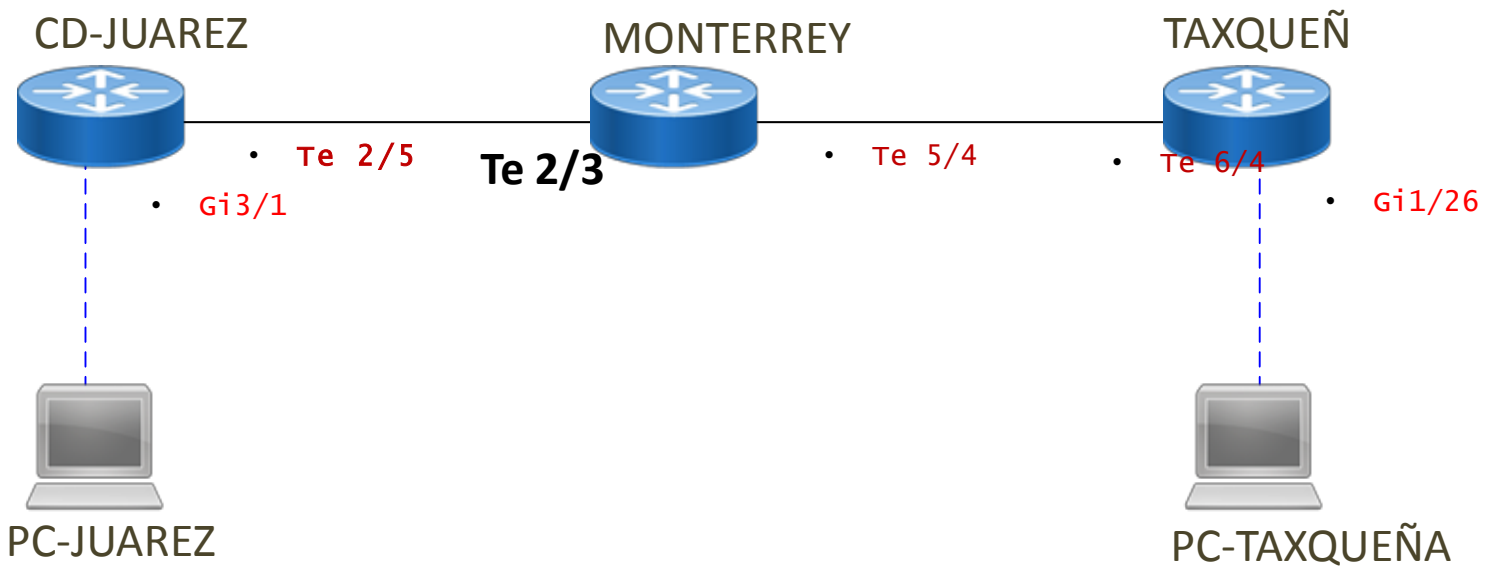 CD-JUAREZ
MONTERREY
TAXQUEÑ
• Te 2/5
Te 2/3
• Te 5/4
• Te 6/4
• Gi3/1
• Gi1/26
PC-JUAREZ
PC-TAXQUEÑA